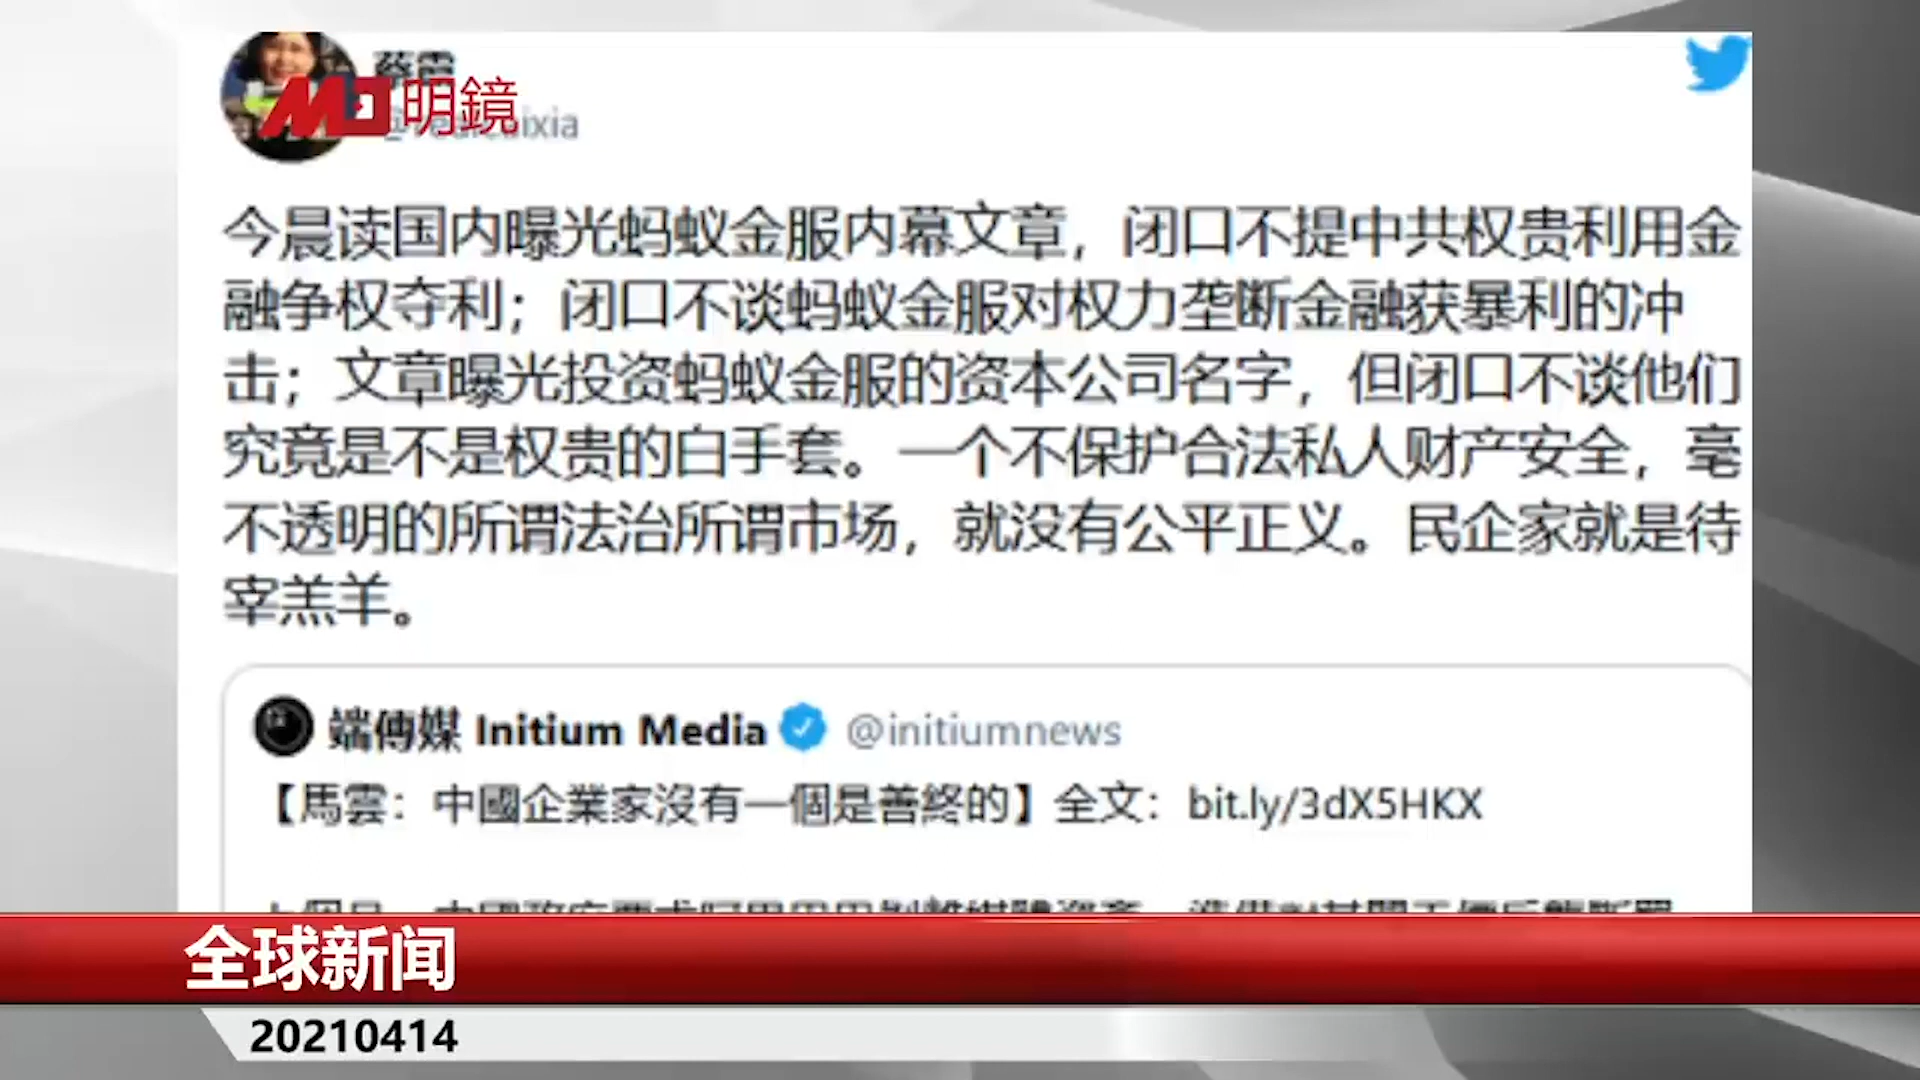 蔡霞
明鏡
今晨读国内曝光蚂蚁金服内幕文章，闭口不提中共权贵利用金
融争权夺利；闭口不谈蚂蚁金服对权力垄断金融获暴利的冲
击；文章曝光投资蚂蚁金服的资本公司名字，但闭口不谈他们
究竟是不是权贵的白手套。一个不保护合法私人财产安全，毫
不透明的所谓法治所谓市场，就没有公平正义。民企家就是待
宰羔羊。
端傳媒 Initium Media @initiumnews
【馬雲：中國企業家沒有一個是善終的】全文：bit.ly/3dX5HKX
全球新闻
20210414